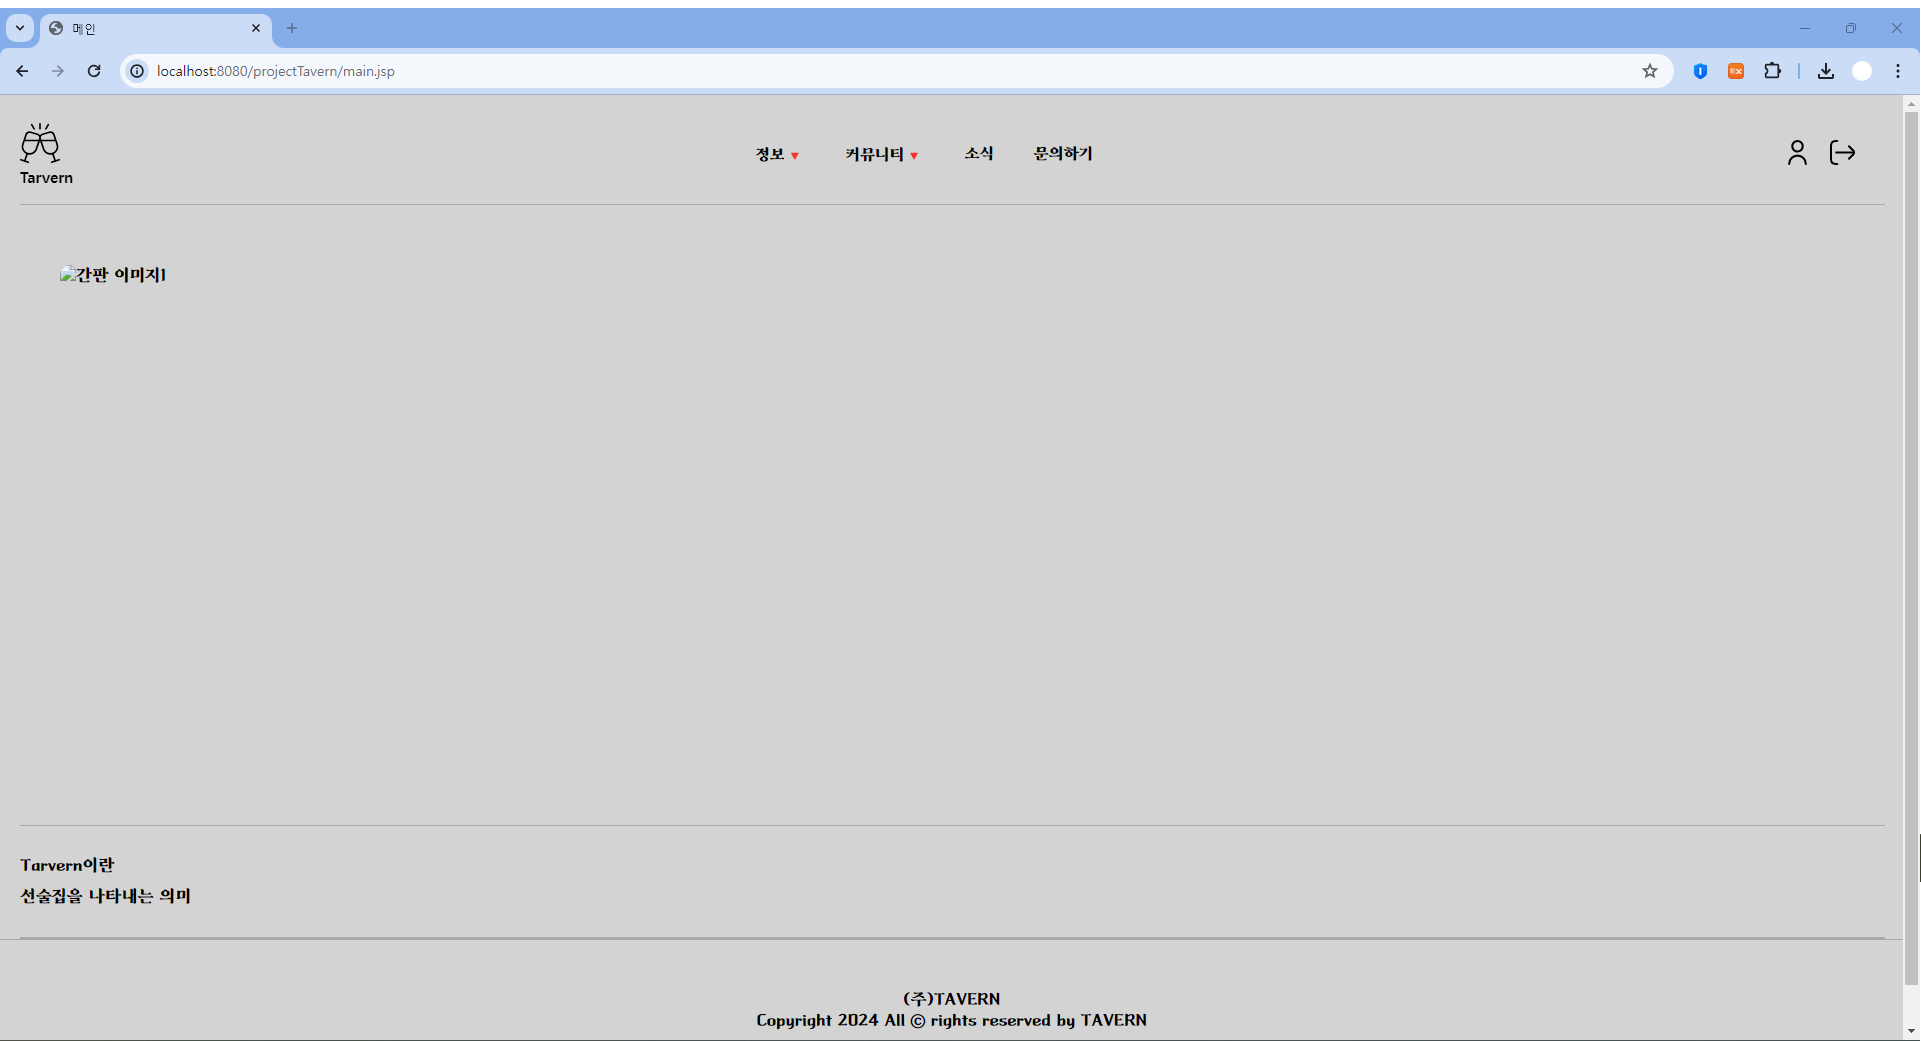 메인
localhost:8080/projectTavern/main.jsp
Tarvern
정보 ▼ 커뮤니티 ▼ 소식 문의하기
간판 이미지1
Tarvern이란
선술집을 나타내는 의미
(주)TAVERN
Copyright 2024 All © rights reserved by TAVERN